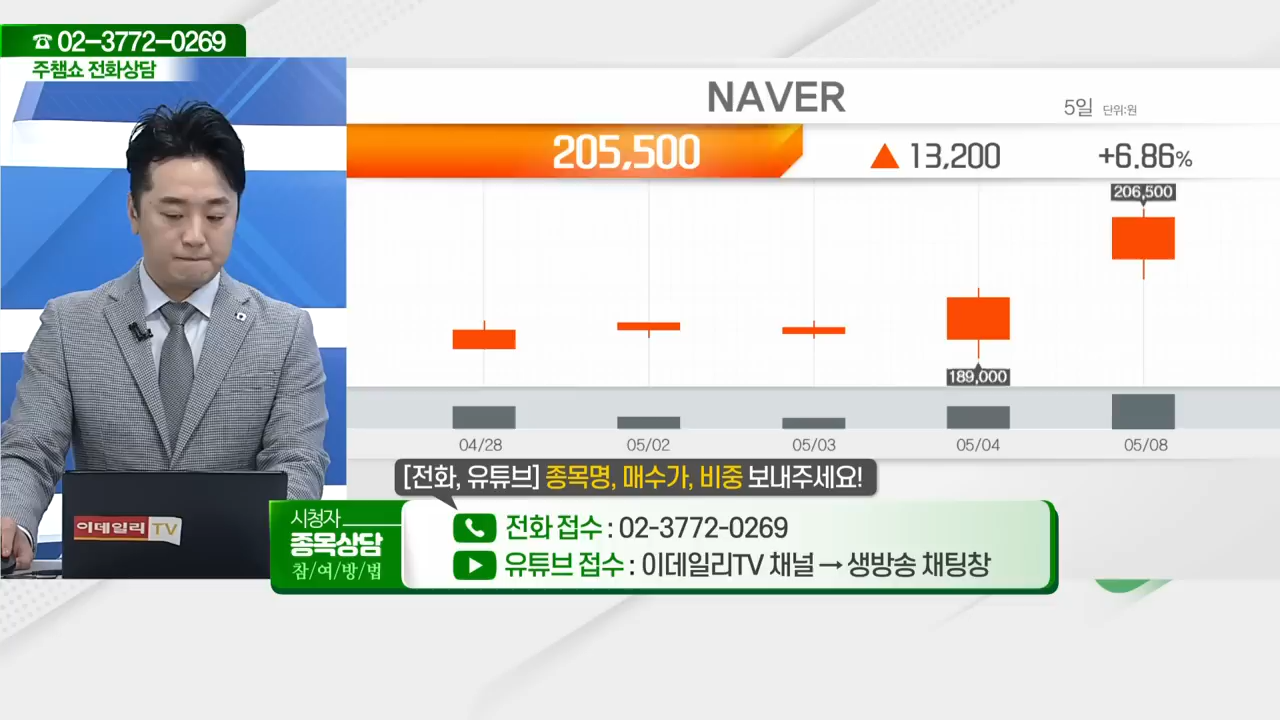 ☎ 02-3772-0269
주챔쇼 전화상담
NAVER
5일 단위:원
205,500 ▲ 13,200 +6.86%
206,500
189,000
04/28 05/02 05/03 05/04 05/08
[전화, 유튜브] 종목명, 매수가, 비중 보내주세요!
이데일리TV
시청자
종목상담
참/여/방/법
전화 접수 : 02-3772-0269
유튜브 접수 : 이데일리TV 채널 → 생방송 채팅창